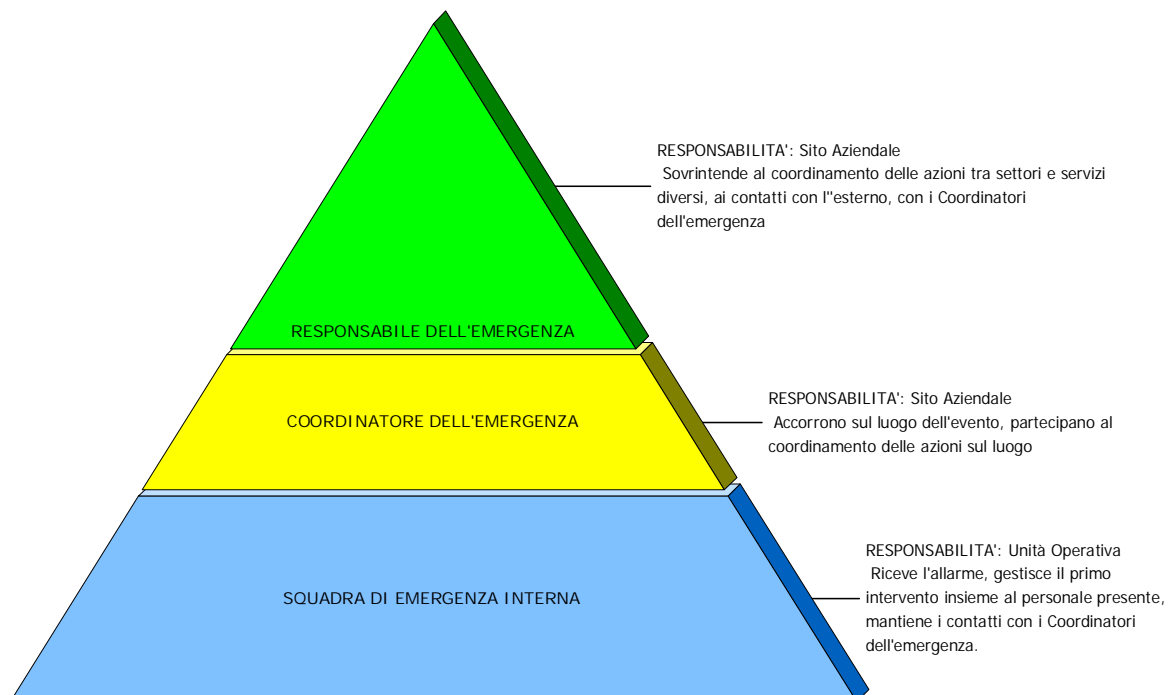 RESPONSABILITA': Sito Aziendale
Sovrintende al coordinamento delle azioni tra settori e servizi
diversi, ai contatti con l''esterno, con i Coordinatori
dell'emergenza
RESPONSABILE DELL'EMERGENZA
RESPONSABILITA': Sito Aziendale
Accorrono sul luogo dell'evento, partecipano al
coordinamento delle azioni sul luogo
COORDINATORE DELL'EMERGENZA
RESPONSABILITA': Unità Operativa
Riceve l'allarme, gestisce il primo
intervento insieme al personale presente,
mantiene i contatti con i Coordinatori
dell'emergenza.
SQUADRA DI EMERGENZA INTERNA